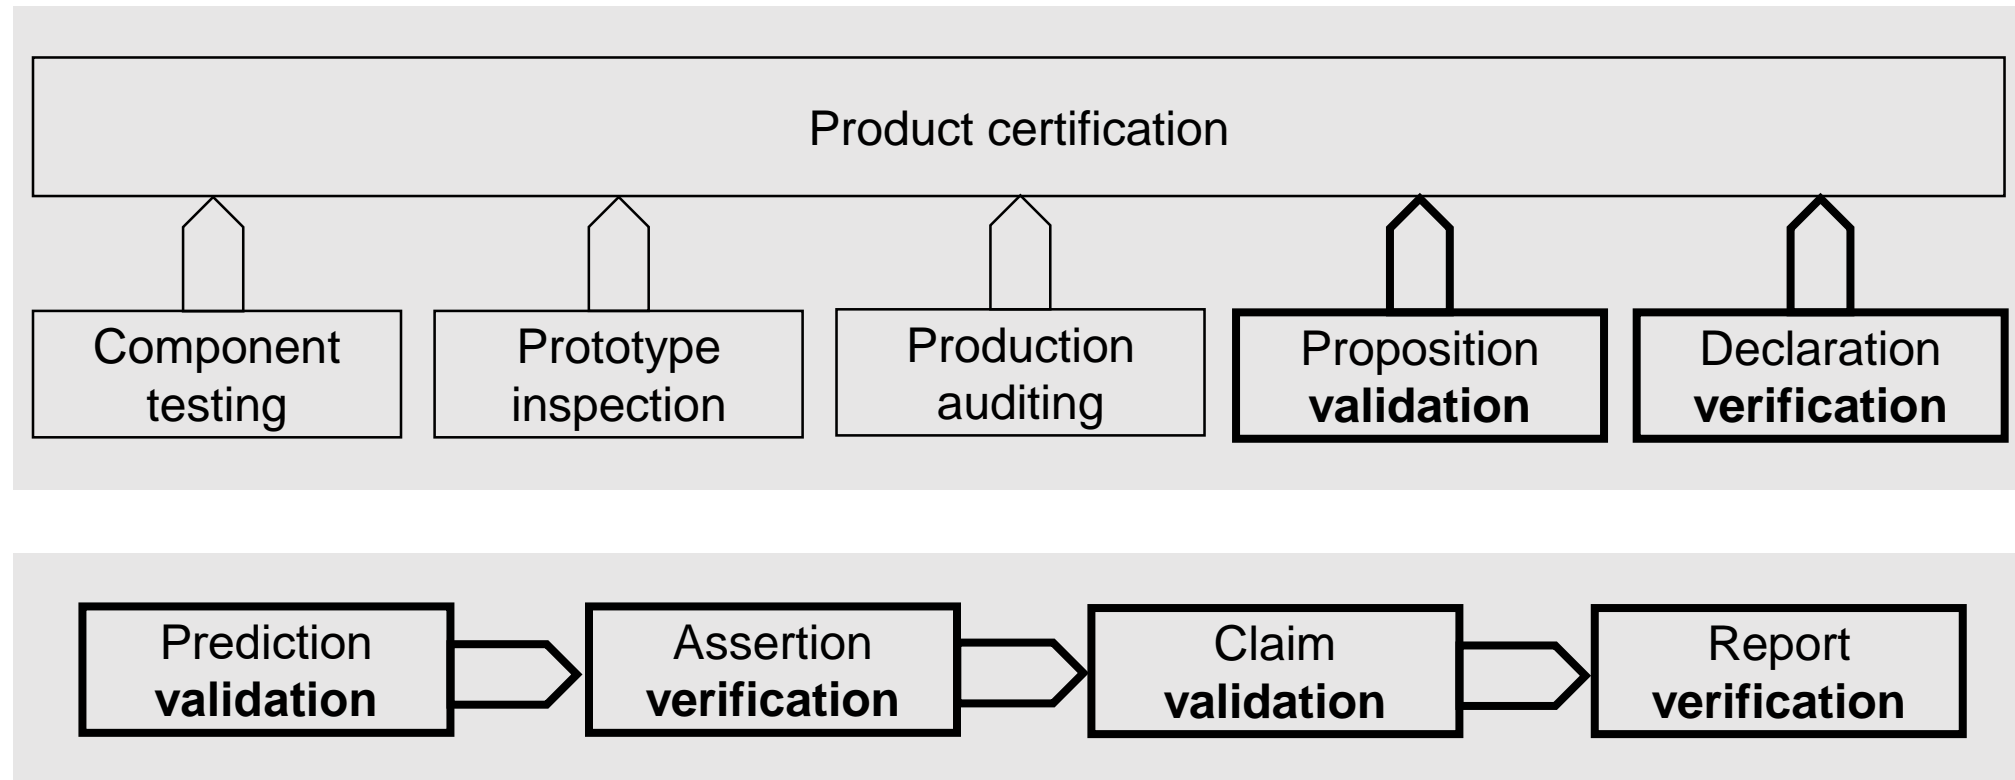 Product certification
Component
testing
Prototype
inspection
Production
auditing
Proposition
validation
Declaration
verification
Prediction
validation
Assertion
verification
Claim
validation
Report
verification